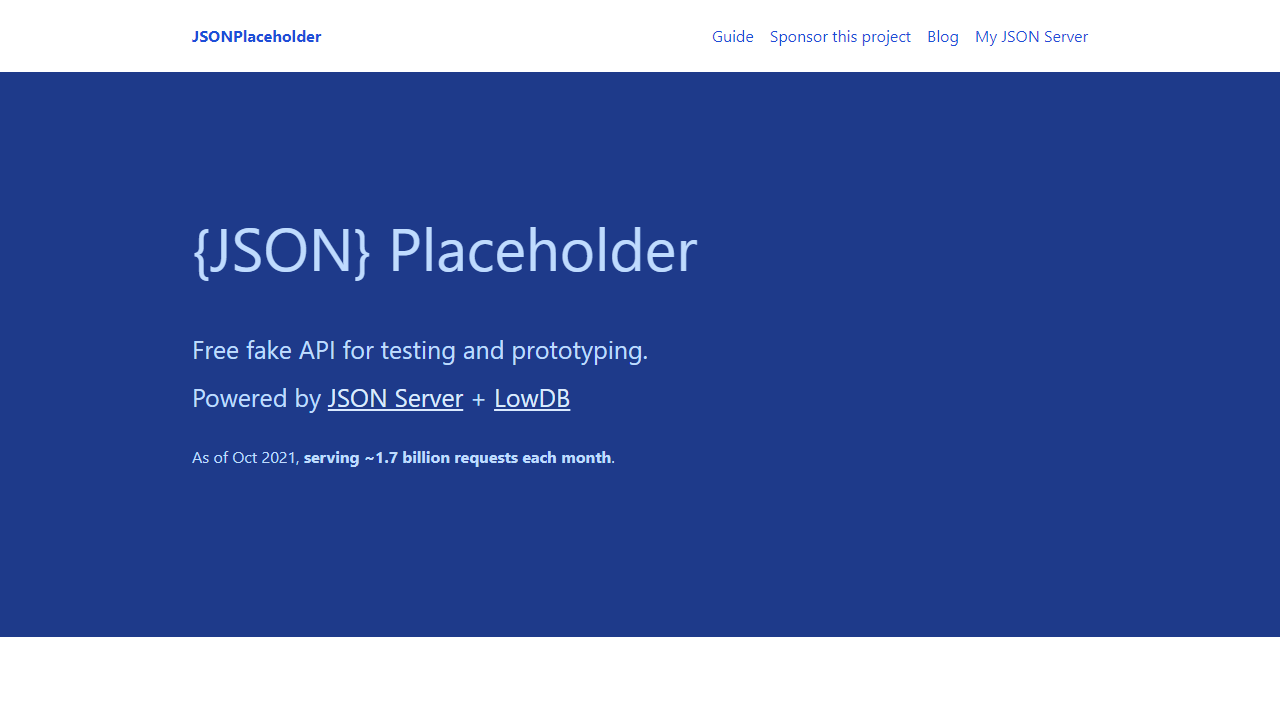 JSONPlaceholder Guide Sponsor this project Blog My JSON Server
{JSON} Placeholder
Free fake API for testing and prototyping.
Powered by JSON Server + LowDB
As of Oct 2021, serving ~1.7 billion requests each month.